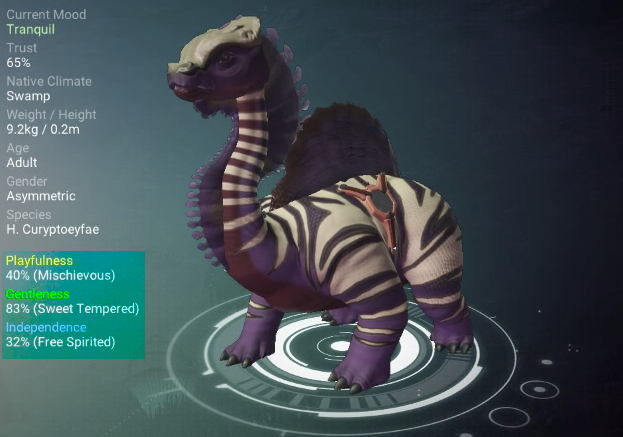 Current Mood
Tranquil
Trust
65%
Native Climate
Swamp
Weight / Height
9.2kg / 0.2m
Age
Adult
Gender
Asymmetric
Species
H. Curyptoeyfae
Playfulness
40% (Mischievous)
Gentleness
83% (Sweet Tempered)
Independence
32% (Free Spirited)